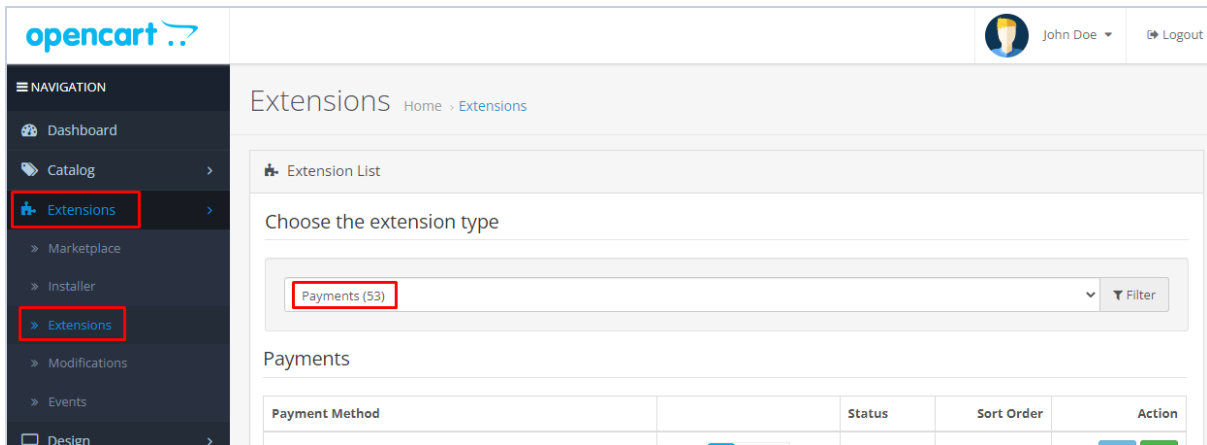 opencart
John Doe
Logout
NAVIGATION
Dashboard
Catalog
Extensions
Marketplace
Installer
Extensions
Modifications
Events
Design
Extensions Home › Extensions
Extension List
Choose the extension type
Payments (53)
Filter
Payments
Payment Method Status Sort Order Action